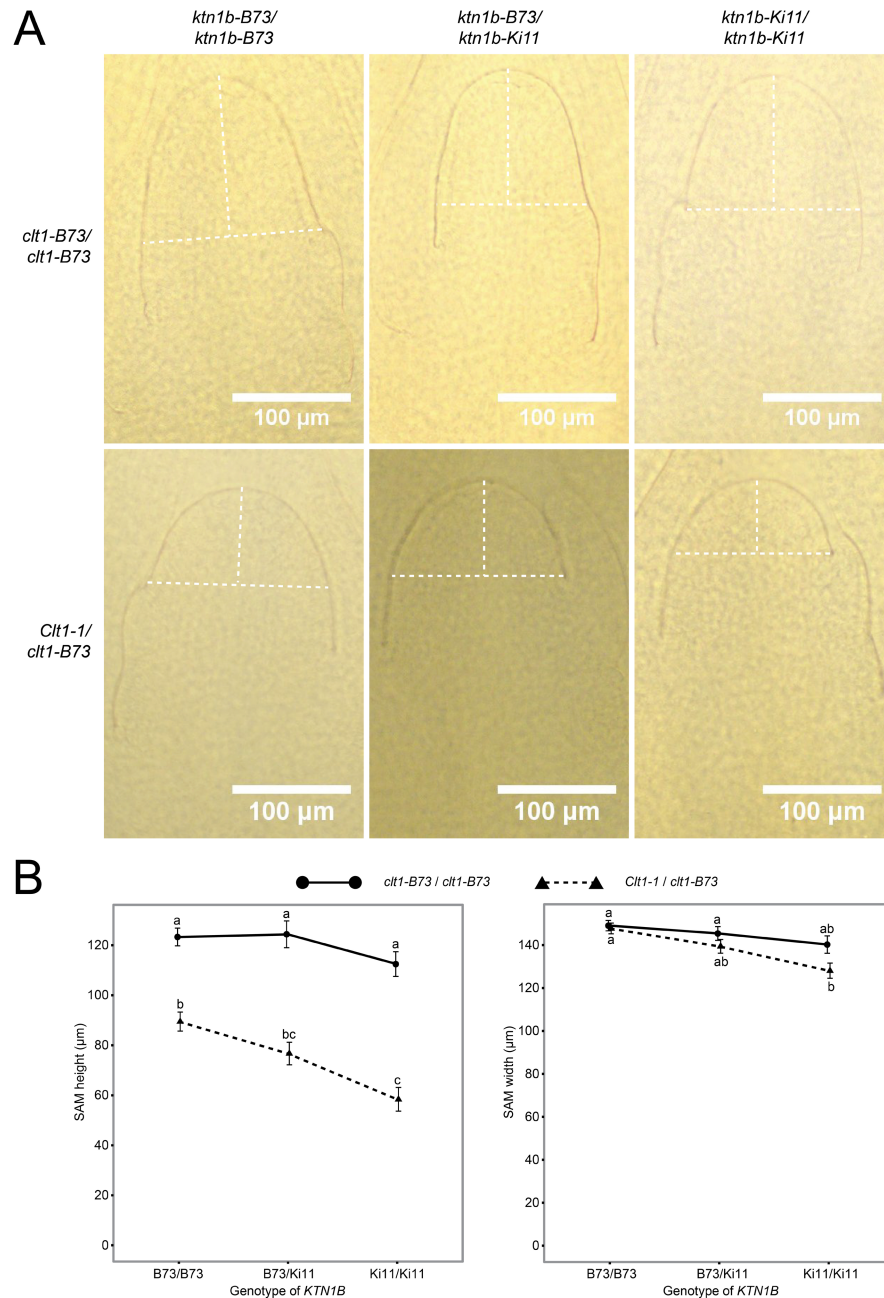 A
ktn1b-B73/
ktn1b-B73
ktn1b-B73/
ktn1b-Ki11
ktn1b-Ki11/
ktn1b-Ki11
clt1-B73/
clt1-B73
100 µm
100 µm
100 µm
Clt1-1/
clt1-B73
100 µm
100 µm
100 µm
B
clt1-B73 / clt1-B73
Clt1-1 / clt1-B73
SAM height (µm)
120
100
80
60
40
20
0
a
a
a
b
bc
c
B73/B73
B73/Ki11
Ki11/Ki11
Genotype of KTN1B
SAM width (µm)
140
120
100
80
60
40
20
0
a
a
ab
a
ab
b
B73/B73
B73/Ki11
Ki11/Ki11
Genotype of KTN1B